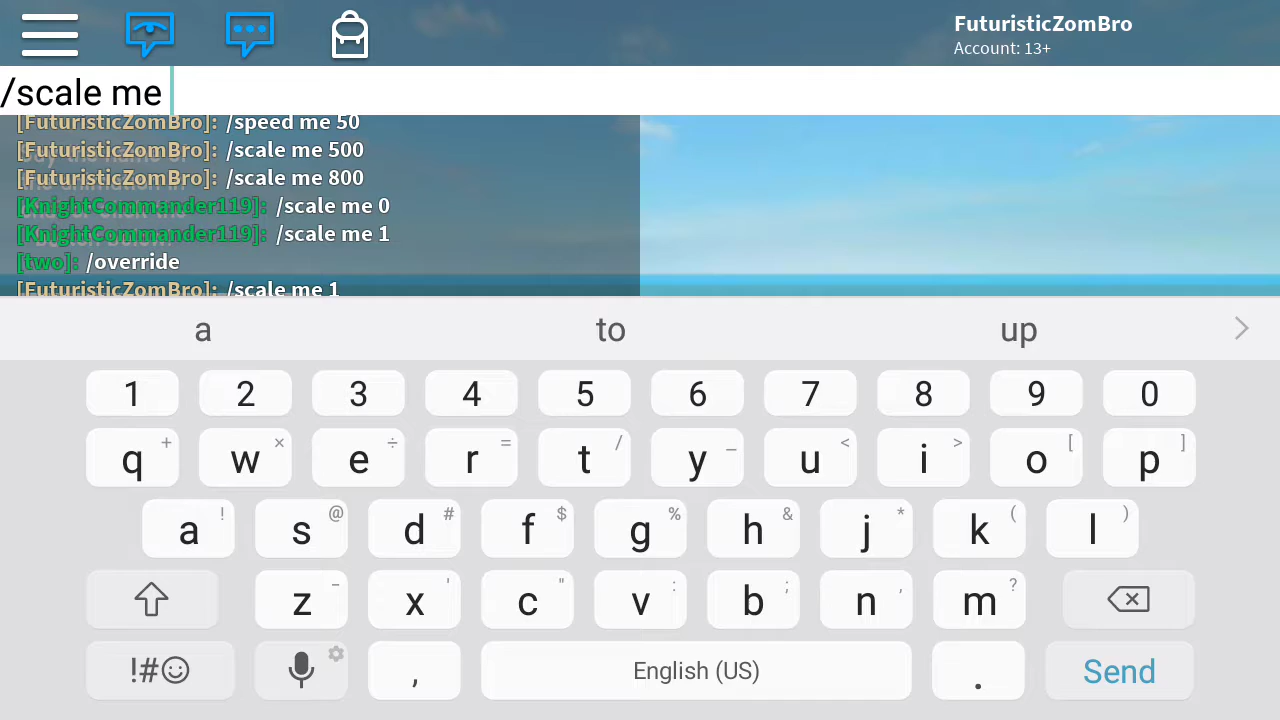 FuturisticZomBro
Account: 13+
/scale me
[FuturisticZomBro]: /speed me 50
[FuturisticZomBro]: /scale me 500
[FuturisticZomBro]: /scale me 800
[KnightCommander119]: /scale me 0
[KnightCommander119]: /scale me 1
[two]: /override
[FuturisticZomBro]: /scale me 1
a to up
1 2 3 4 5 6 7 8 9 0
q + w × e ÷ r = t / y _ u < i > o [ p ]
a ! s @ d # f $ g % h & j * k ( l )
z - x ' c " v : b ; n , m ?
!#☺ , English (US) . Send